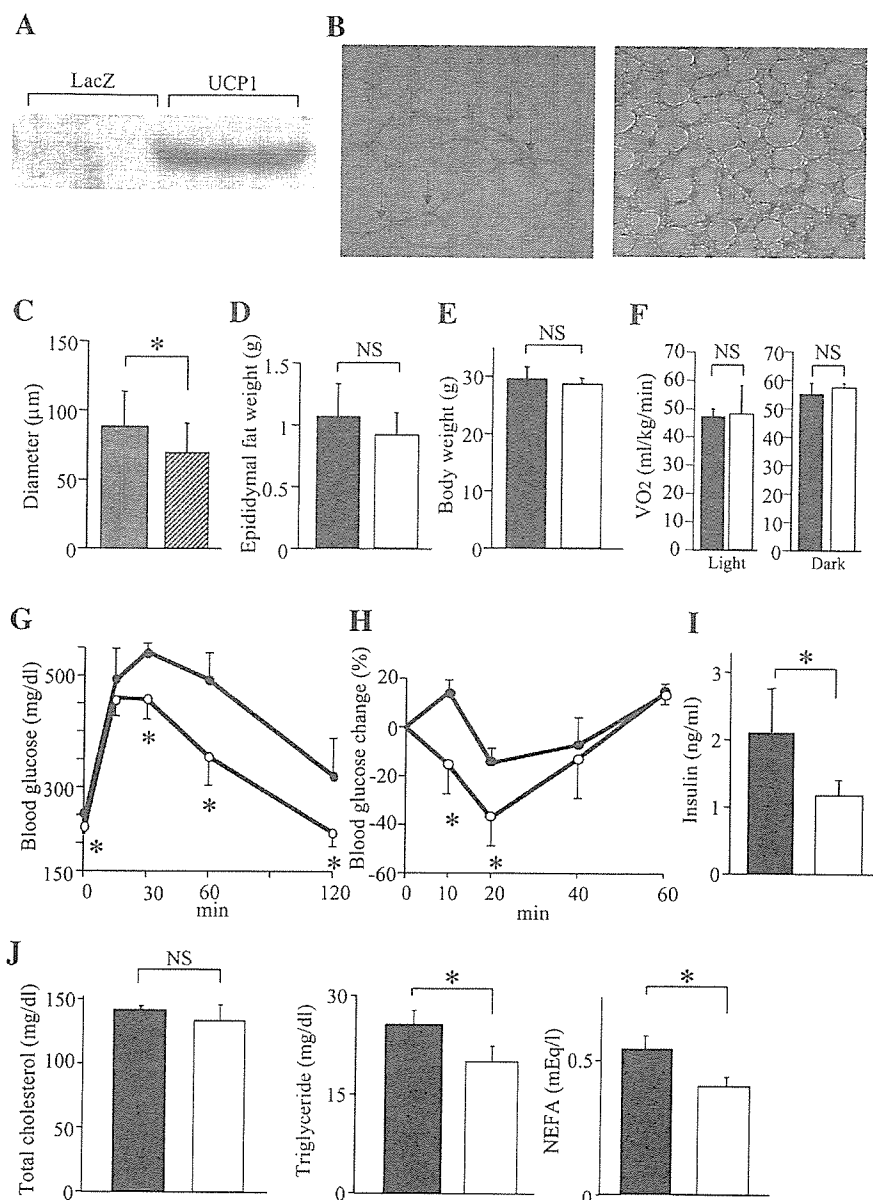 A
B
LacZ
UCP1
C
D
E
F
150
100
50
0
Diameter (μm)
*
1.5
1
0.5
0
Epididymal fat weight (g)
NS
30
15
0
Body weight (g)
NS
70
60
50
40
30
20
10
0
VO2 (ml/kg/min)
NS
Light
70
60
50
40
30
20
10
0
NS
Dark
G
H
I
500
300
150
Blood glucose (mg/dl)
*
*
*
*
0
30
60
120
min
20
0
-20
-40
-60
Blood glucose change (%)
*
*
0
10
20
40
60
min
3
2
1
0
Insulin (ng/ml)
*
J
150
100
50
0
Total cholesterol (mg/dl)
NS
30
15
0
Triglyceride (mg/dl)
*
0.5
0
NEFA (mEq/l)
*